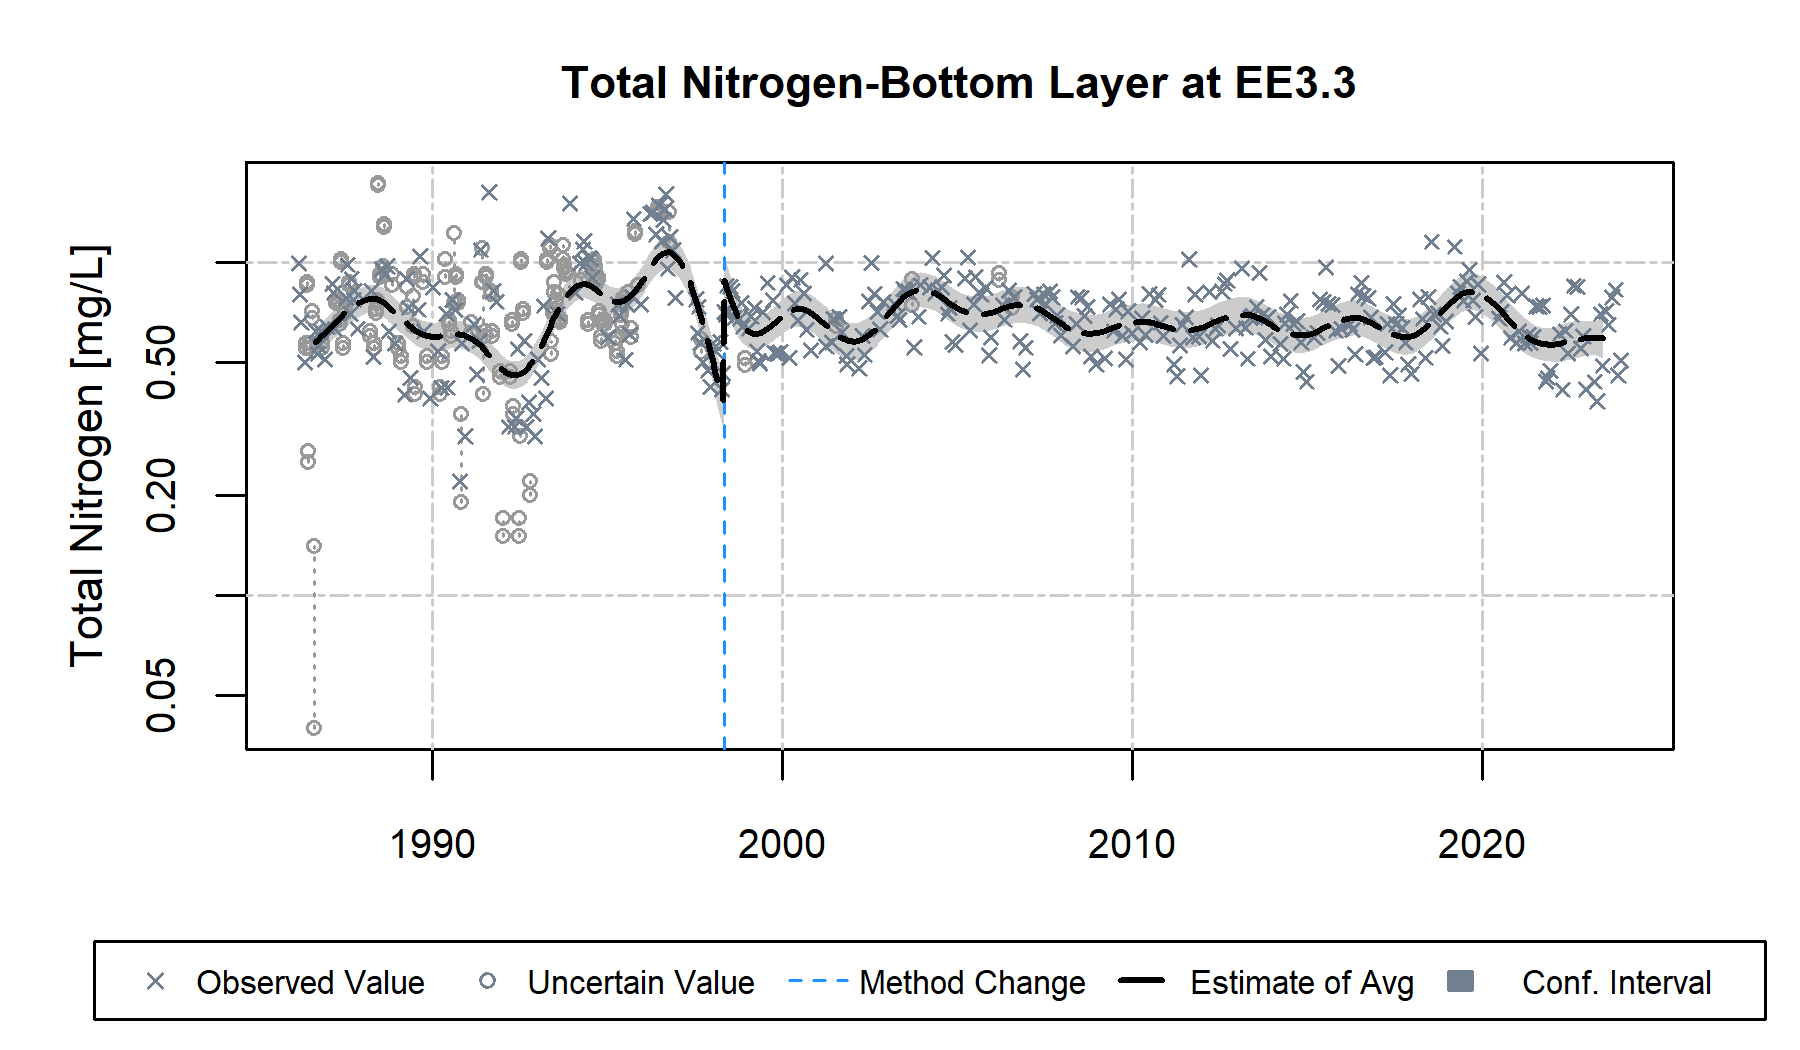 Total Nitrogen-Bottom Layer at EE3.3
Total Nitrogen [mg/L]
0.50
0.20
0.05
1990 2000 2010 2020
Observed Value Uncertain Value Method Change Estimate of Avg Conf. Interval